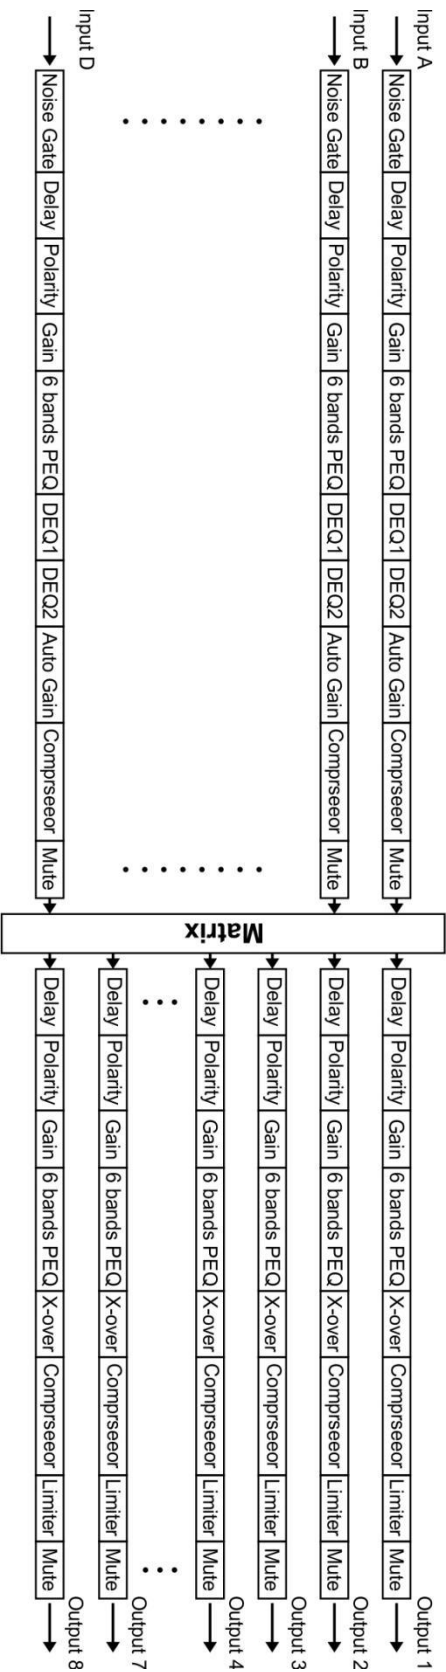 Input A
Noise Gate Delay Polarity Gain 6 bands PEQ DEQ1 DEQ2 Auto Gain Comprseeor Mute
Input B
Noise Gate Delay Polarity Gain 6 bands PEQ DEQ1 DEQ2 Auto Gain Comprseeor Mute
Input D
Noise Gate Delay Polarity Gain 6 bands PEQ DEQ1 DEQ2 Auto Gain Comprseeor Mute
Matrix
Delay Polarity Gain 6 bands PEQ X-over Comprseeor Limiter Mute
Output 1
Delay Polarity Gain 6 bands PEQ X-over Comprseeor Limiter Mute
Output 2
Delay Polarity Gain 6 bands PEQ X-over Comprseeor Limiter Mute
Output 3
Delay Polarity Gain 6 bands PEQ X-over Comprseeor Limiter Mute
Output 4
Delay Polarity Gain 6 bands PEQ X-over Comprseeor Limiter Mute
Output 7
Delay Polarity Gain 6 bands PEQ X-over Comprseeor Limiter Mute
Output 8